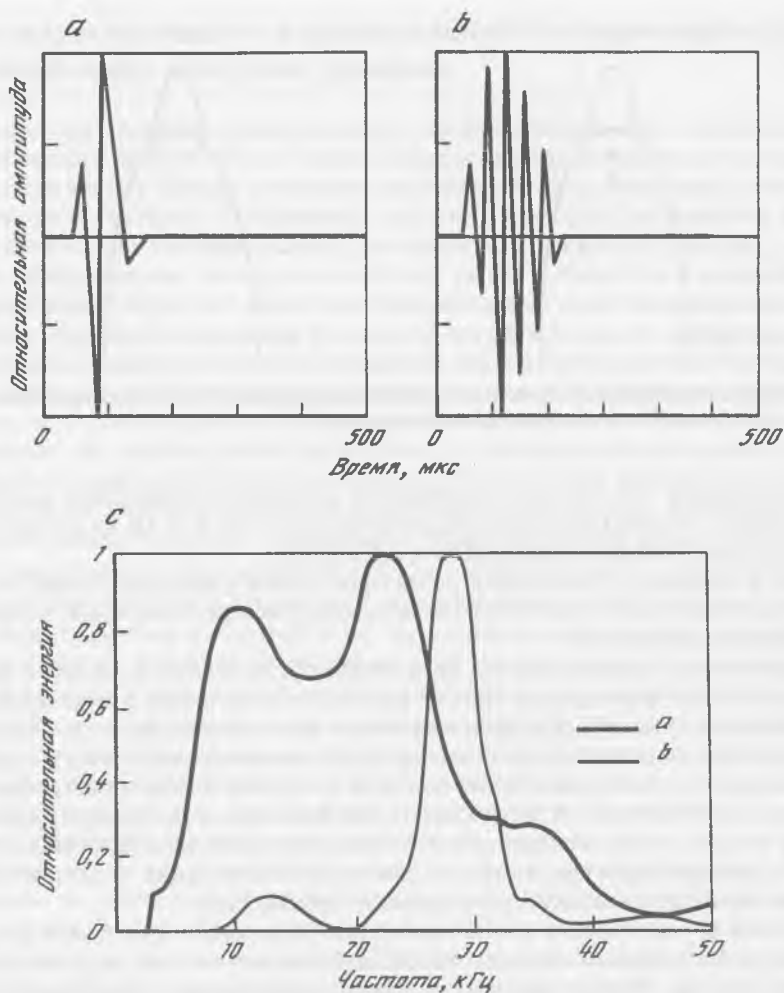 a
b
Относительная амплитуда
0
500
0
500
Время, мкс
c
Относительная энергия
1
0,8
0,6
0,4
0,2
0
10
20
30
40
50
a
b
Частота, кГц